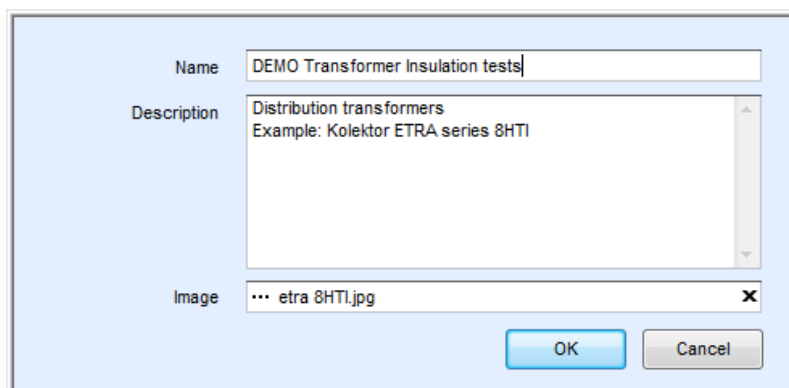 Name
DEMO Transformer Insulation tests
Description
Distribution transformers
Example: Kolektor ETRA series 8HTI
Image
··· etra 8HTI.jpg
OK
Cancel